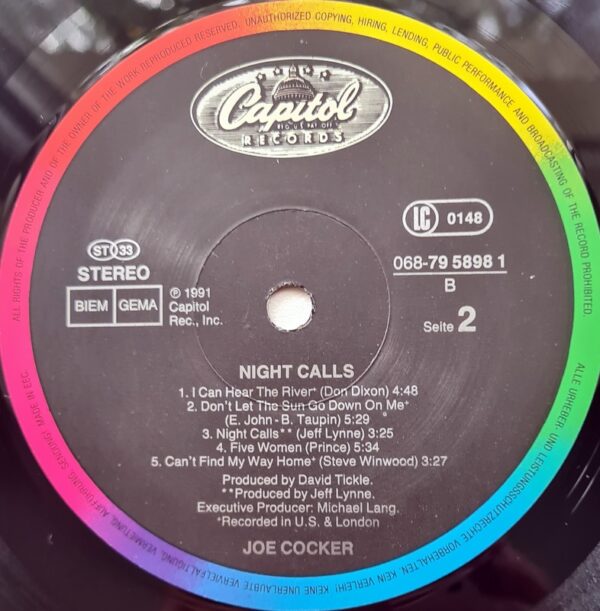 ALL RIGHTS OF THE PRODUCER AND OF THE OWNER OF THE WORK REPRODUCED RESERVED. UNAUTHORIZED COPYING, HIRING, LENDING, PUBLIC PERFORMANCE AND BROADCASTING OF THE RECORD PROHIBITED.
Capitol
REG. U.S. PAT. OFF.
RECORDS
LC 0148
ST 33
STEREO
BIEM GEMA
℗ 1991
Capitol
Rec., Inc.
068-79 5898 1
B
Seite 2
NIGHT CALLS
1. I Can Hear The River* (Don Dixon) 4:48
2. Don't Let The Sun Go Down On Me*
(E. John - B. Taupin) 5:29
3. Night Calls** (Jeff Lynne) 3:25
4. Five Women (Prince) 5:34
5. Can't Find My Way Home* (Steve Winwood) 3:27
Produced by David Tickle.
**Produced by Jeff Lynne.
Executive Producer: Michael Lang.
*Recorded in U.S. & London
JOE COCKER
ALLE URHEBER- UND LEISTUNGSSCHUTZRECHTE VORBEHALTEN. KEIN VERLEIH! KEINE UNERLAUBTE VERVIELFÄLTIGUNG, VERMIETUNG, AUFFÜHRUNG, SENDUNG! MADE IN EEC